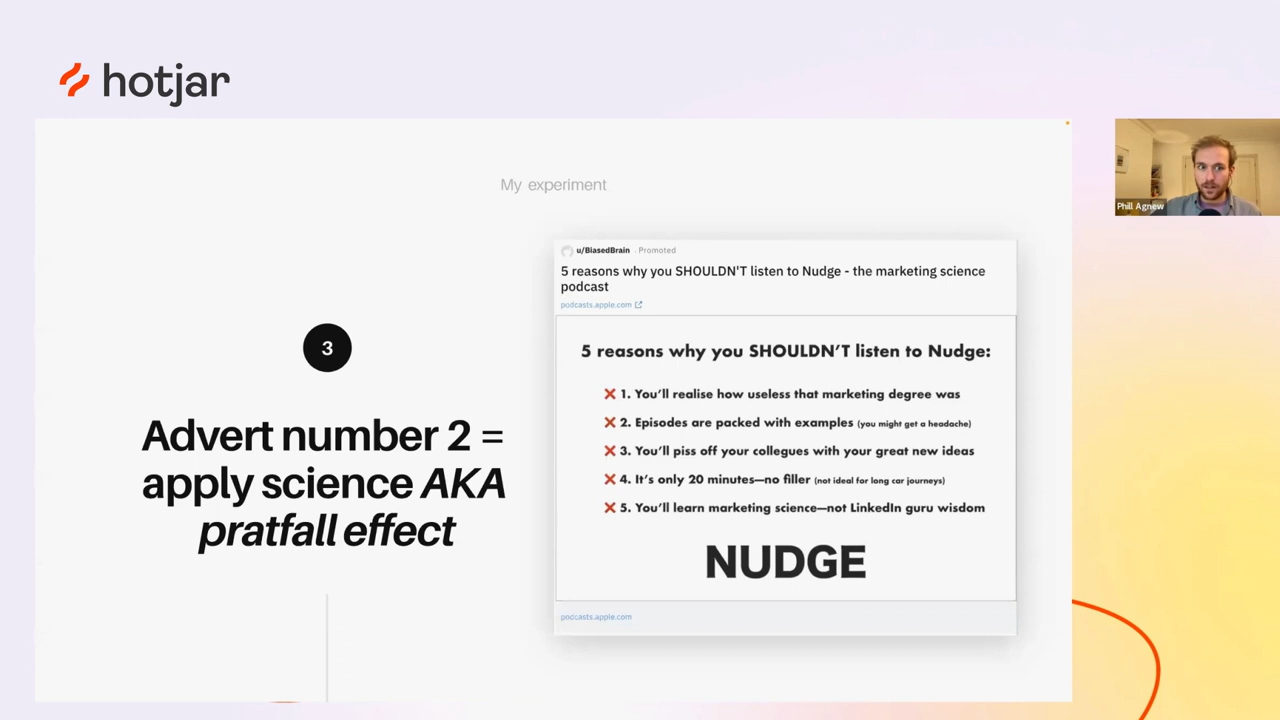 hotjar
My experiment
3
Advert number 2 =
apply science AKA
pratfall effect
u/BiasedBrain · Promoted
5 reasons why you SHOULDN'T listen to Nudge - the marketing science
podcast
podcasts.apple.com
5 reasons why you SHOULDN'T listen to Nudge:
❌ 1. You'll realise how useless that marketing degree was
❌ 2. Episodes are packed with examples (you might get a headache)
❌ 3. You'll piss off your collegues with your great new ideas
❌ 4. It's only 20 minutes—no filler (not ideal for long car journeys)
❌ 5. You'll learn marketing science—not LinkedIn guru wisdom
NUDGE
podcasts.apple.com
Phill Agnew